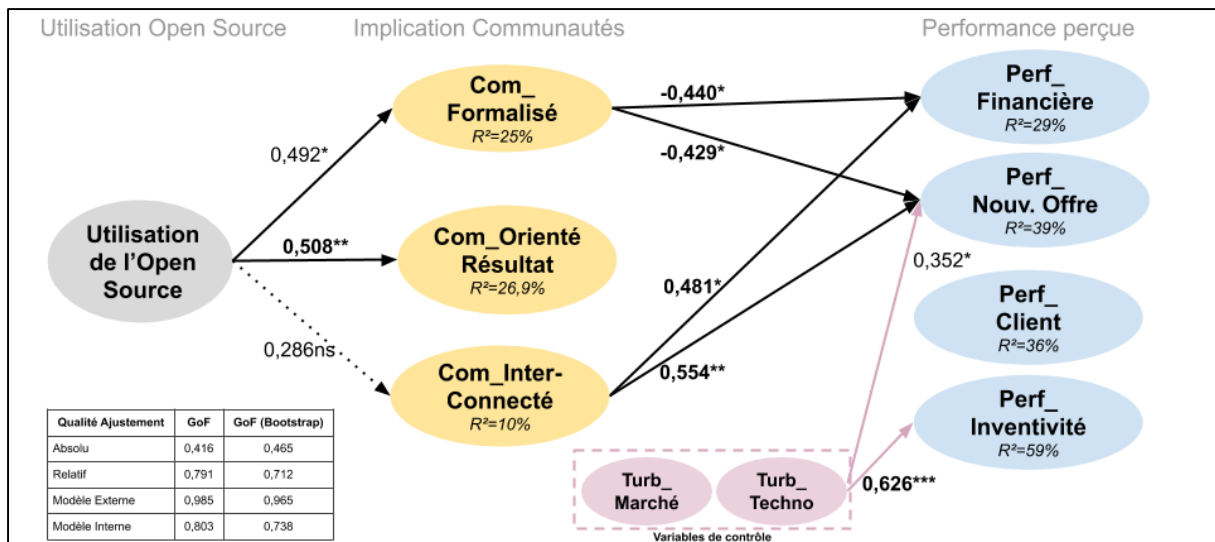 Utilisation Open Source
Implication Communautés
Performance perçue
Utilisation
de l'Open
Source
0,492*
0,508**
0,286ns
Com_
Formalisé
R²=25%
Com_Orienté
Résultat
R²=26,9%
Com_Inter-
Connecté
R²=10%
-0,440*
-0,429*
0,481*
0,554**
0,352*
0,626***
Perf_
Financière
R²=29%
Perf_
Nouv. Offre
R²=39%
Perf_
Client
R²=36%
Perf_
Inventivité
R²=59%
Turb_
Marché
Turb_
Techno
Variables de contrôle
Qualité Ajustement GoF GoF (Bootstrap)
Absolu 0,416 0,465
Relatif 0,791 0,712
Modèle Externe 0,985 0,965
Modèle Interne 0,803 0,738